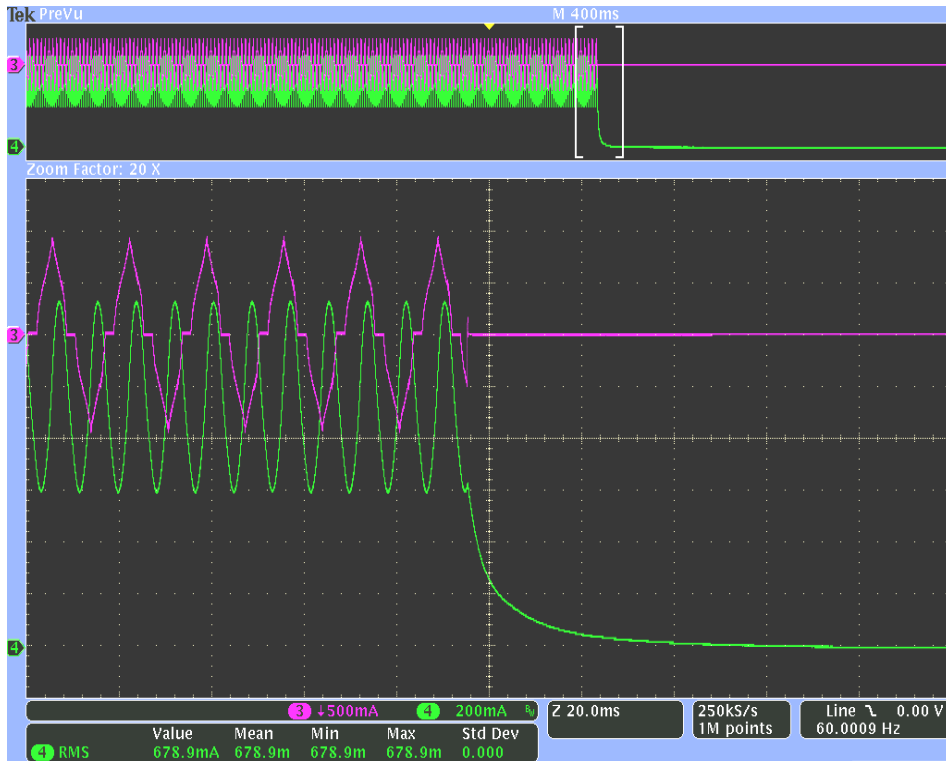 Tek PreVu M 400ms
3
4
Zoom Factor: 20 X
3
4
3 ↓500mA 4 200mA BW Z 20.0ms 250kS/s Line ↘ 0.00 V
1M points 60.0009 Hz
Value Mean Min Max Std Dev
4 RMS 678.9mA 678.9m 678.9m 678.9m 0.000